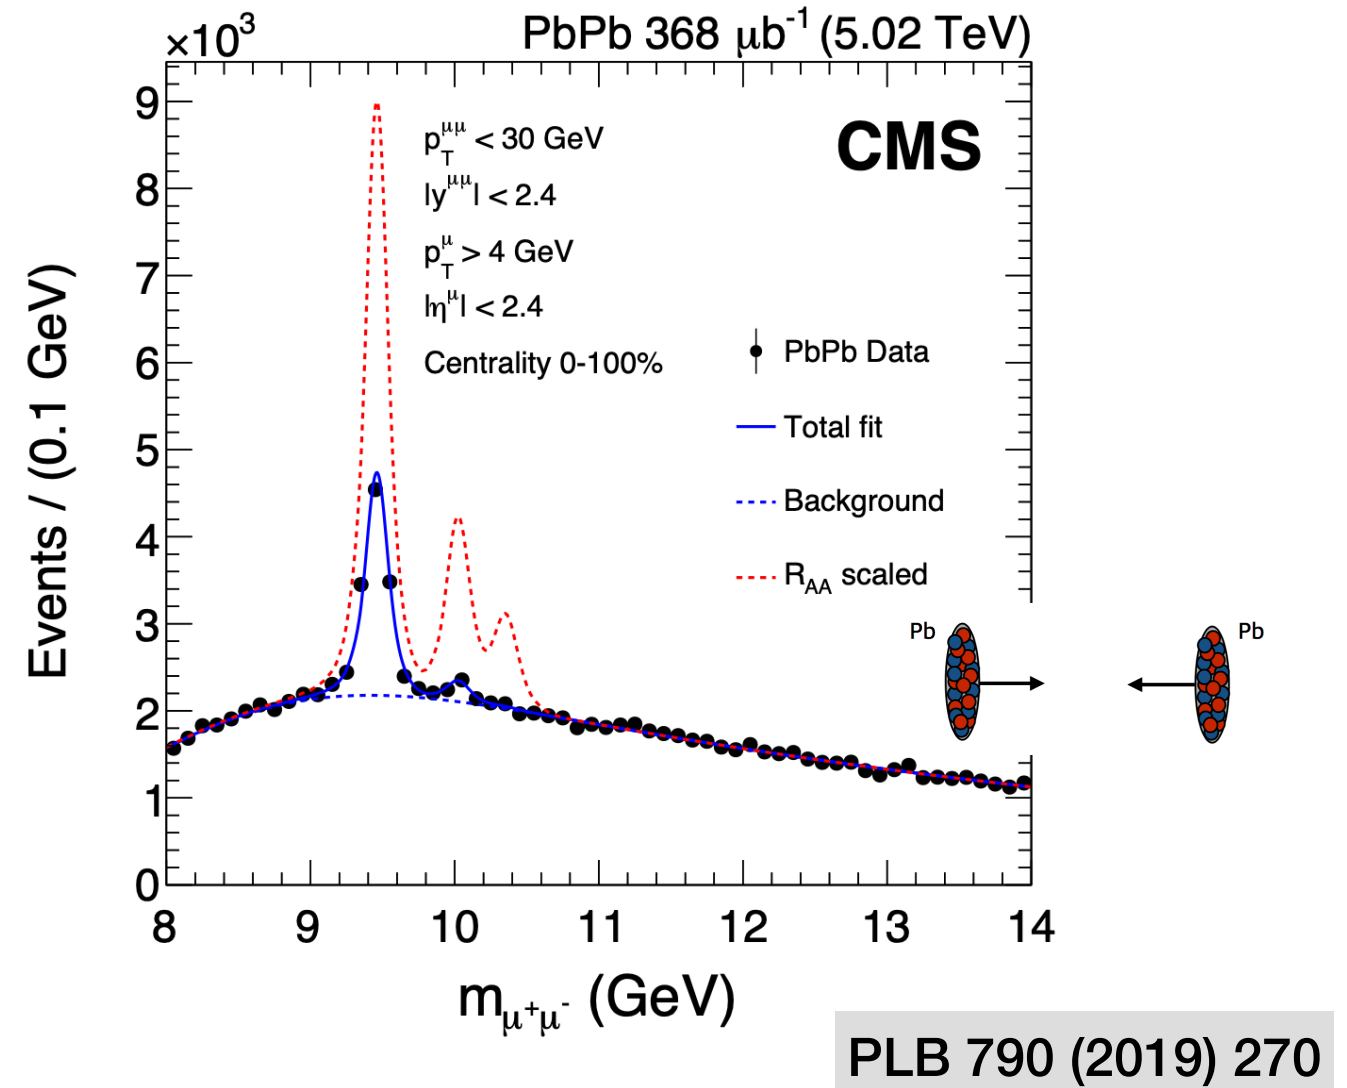 ×10³
PbPb 368 μb⁻¹ (5.02 TeV)
CMS
p_T^μμ < 30 GeV
|y^μμ| < 2.4
p_T^μ > 4 GeV
|η^μ| < 2.4
Centrality 0-100%
PbPb Data
Total fit
Background
R_AA scaled
Pb
Pb
Events / (0.1 GeV)
9
8
7
6
5
4
3
2
1
0
8 9 10 11 12 13 14
m_μ⁺μ⁻ (GeV)
PLB 790 (2019) 270